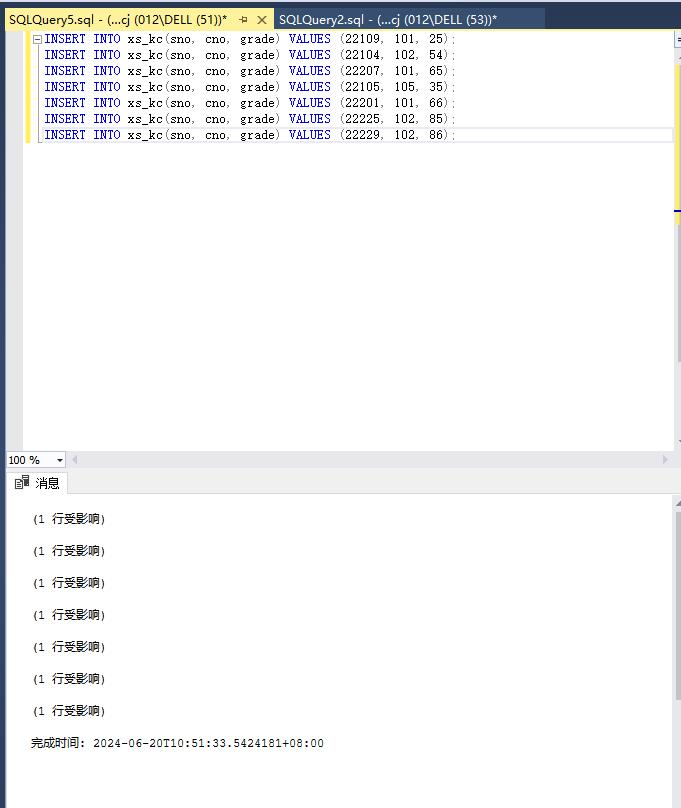 SQLQuery5.sql - (...cj (012\DELL (51))* SQLQuery2.sql - (...cj (012\DELL (53))*
INSERT INTO xs_kc(sno, cno, grade) VALUES (22109, 101, 25);
INSERT INTO xs_kc(sno, cno, grade) VALUES (22104, 102, 54);
INSERT INTO xs_kc(sno, cno, grade) VALUES (22207, 101, 65);
INSERT INTO xs_kc(sno, cno, grade) VALUES (22105, 105, 35);
INSERT INTO xs_kc(sno, cno, grade) VALUES (22201, 101, 66);
INSERT INTO xs_kc(sno, cno, grade) VALUES (22225, 102, 85);
INSERT INTO xs_kc(sno, cno, grade) VALUES (22229, 102, 86);
100 %
消息
(1 行受影响)
(1 行受影响)
(1 行受影响)
(1 行受影响)
(1 行受影响)
(1 行受影响)
(1 行受影响)
完成时间: 2024-06-20T10:51:33.5424181+08:00